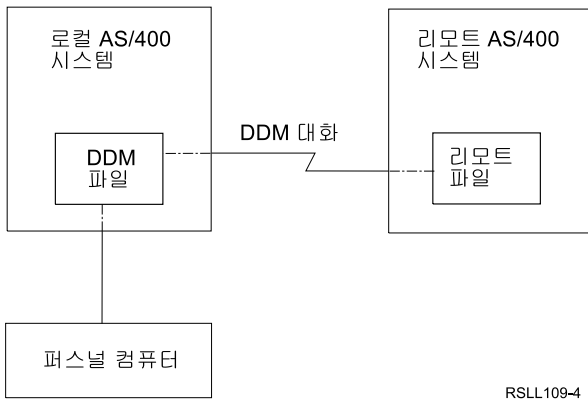 로컬 AS/400
시스템
리모트 AS/400
시스템
DDM 대화
DDM
파일
리모트
파일
퍼스널 컴퓨터
RSLL109-4